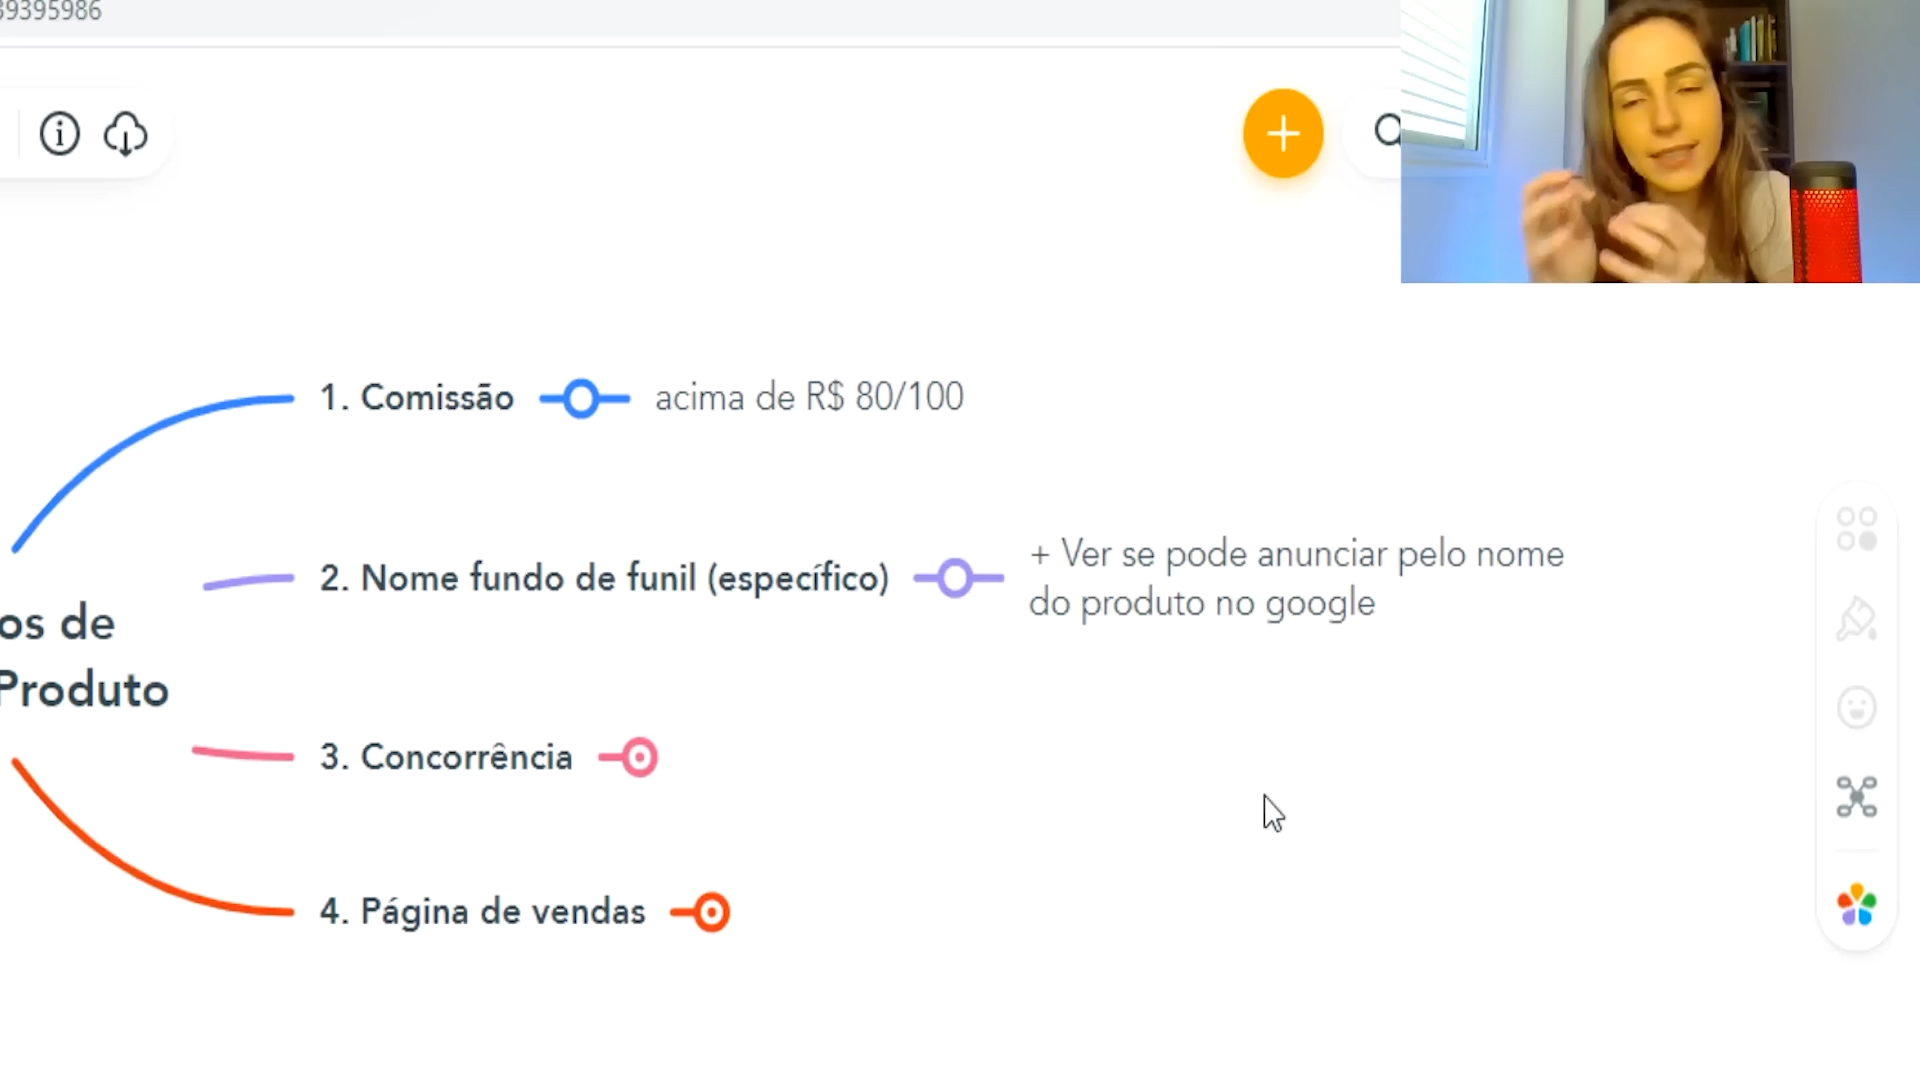 39395986
1. Comissão
acima de R$ 80/100
2. Nome fundo de funil (específico)
+ Ver se pode anunciar pelo nome
do produto no google
os de
Produto
3. Concorrência
4. Página de vendas